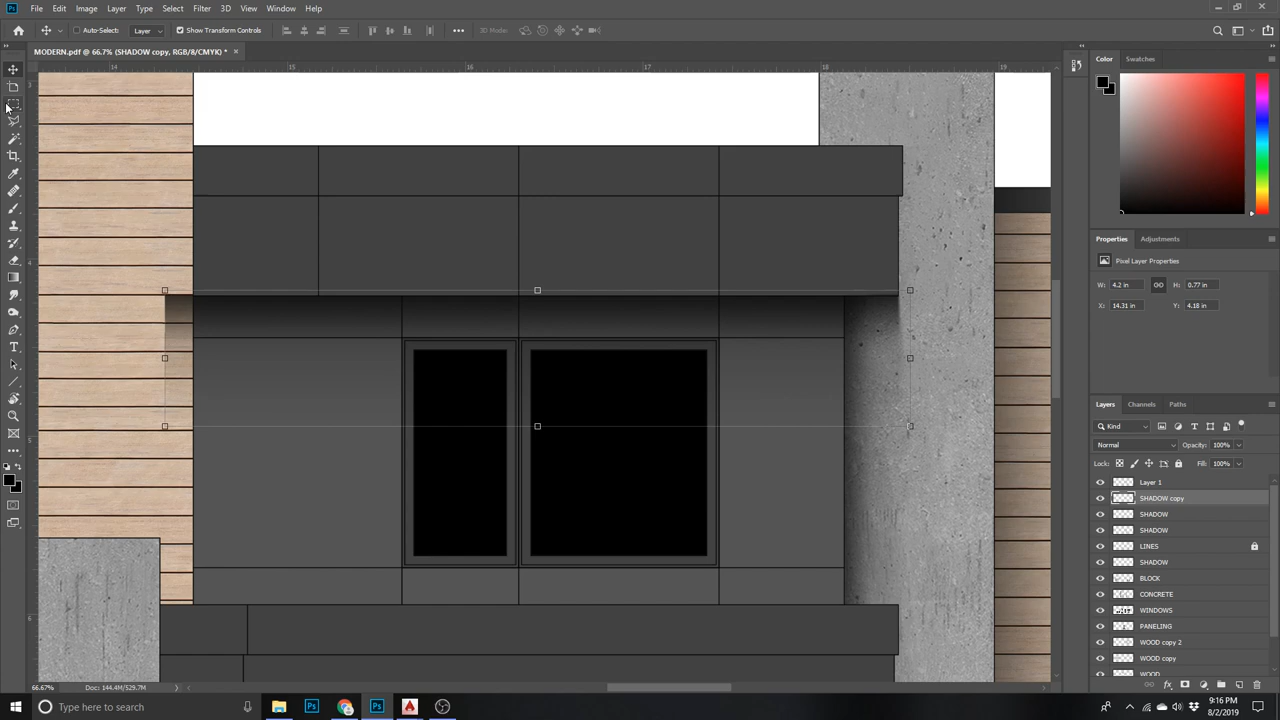 File Edit Image Layer Type Select Filter 3D View Window Help
Auto-Select: Layer Show Transform Controls 3D Mode:
MODERN.pdf @ 66.7% (SHADOW copy, RGB/8/CMYK) * ×
14 15 16 17 18 19
3
4
5
6
Color Swatches
Properties Adjustments
Pixel Layer Properties
W: 4.2 in H: 0.77 in
X: 14.31 in Y: 4.18 in
Layers Channels Paths
Kind
Normal Opacity: 100%
Lock: Fill: 100%
Layer 1
SHADOW copy
SHADOW
SHADOW
LINES
SHADOW
BLOCK
CONCRETE
WINDOWS
PANELING
WOOD copy 2
WOOD copy
WOOD
66.67% Doc: 144.4M/529.7M
Type here to search
9:16 PM
8/2/2019